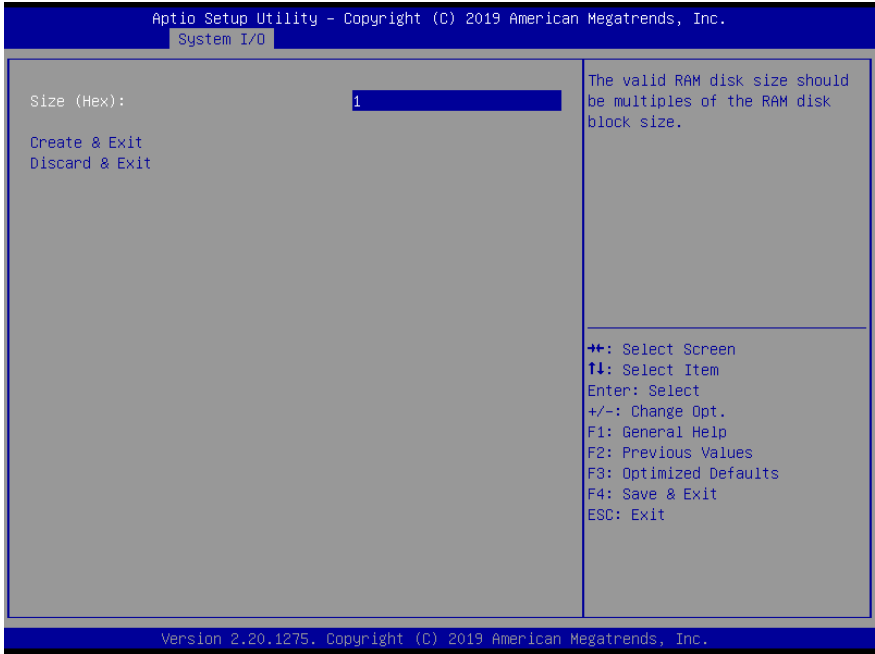 Aptio Setup Utility – Copyright (C) 2019 American Megatrends, Inc.
System I/O
Size (Hex): 1
Create & Exit
Discard & Exit
The valid RAM disk size should
be multiples of the RAM disk
block size.
→←: Select Screen
↑↓: Select Item
Enter: Select
+/-: Change Opt.
F1: General Help
F2: Previous Values
F3: Optimized Defaults
F4: Save & Exit
ESC: Exit
Version 2.20.1275. Copyright (C) 2019 American Megatrends, Inc.